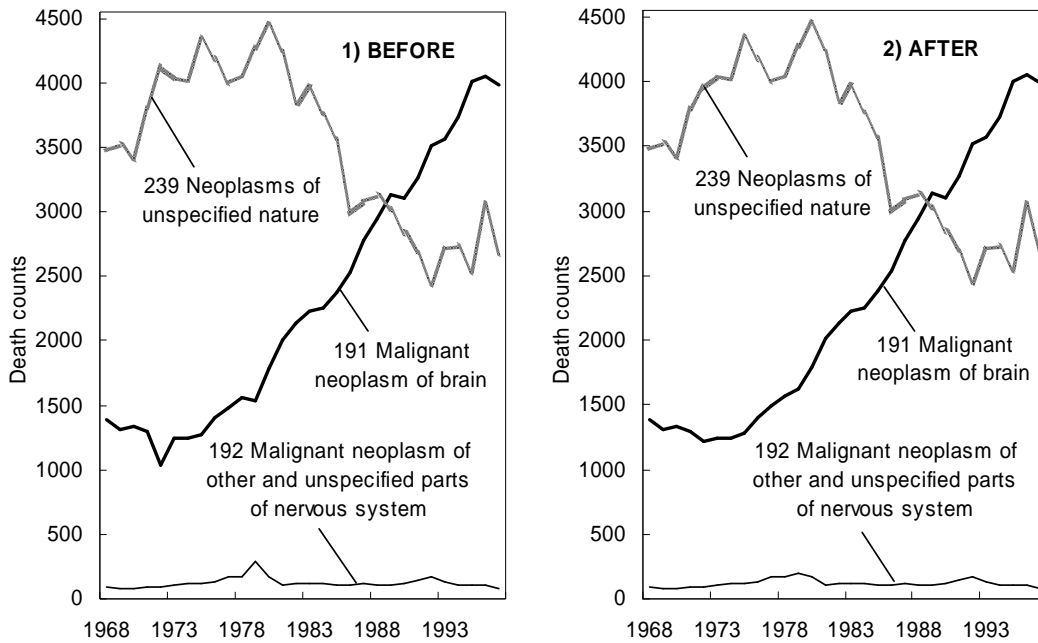 4500
4000
3500
3000
2500
2000
1500
1000
500
0
Death counts
1) BEFORE
239 Neoplasms of
unspecified nature
191 Malignant
neoplasm of brain
192 Malignant neoplasm of
other and unspecified parts
of nervous system
1968 1973 1978 1983 1988 1993
4500
4000
3500
3000
2500
2000
1500
1000
500
0
Death counts
2) AFTER
239 Neoplasms of
unspecified nature
191 Malignant
neoplasm of brain
192 Malignant neoplasm of
other and unspecified parts
of nervous system
1968 1973 1978 1983 1988 1993